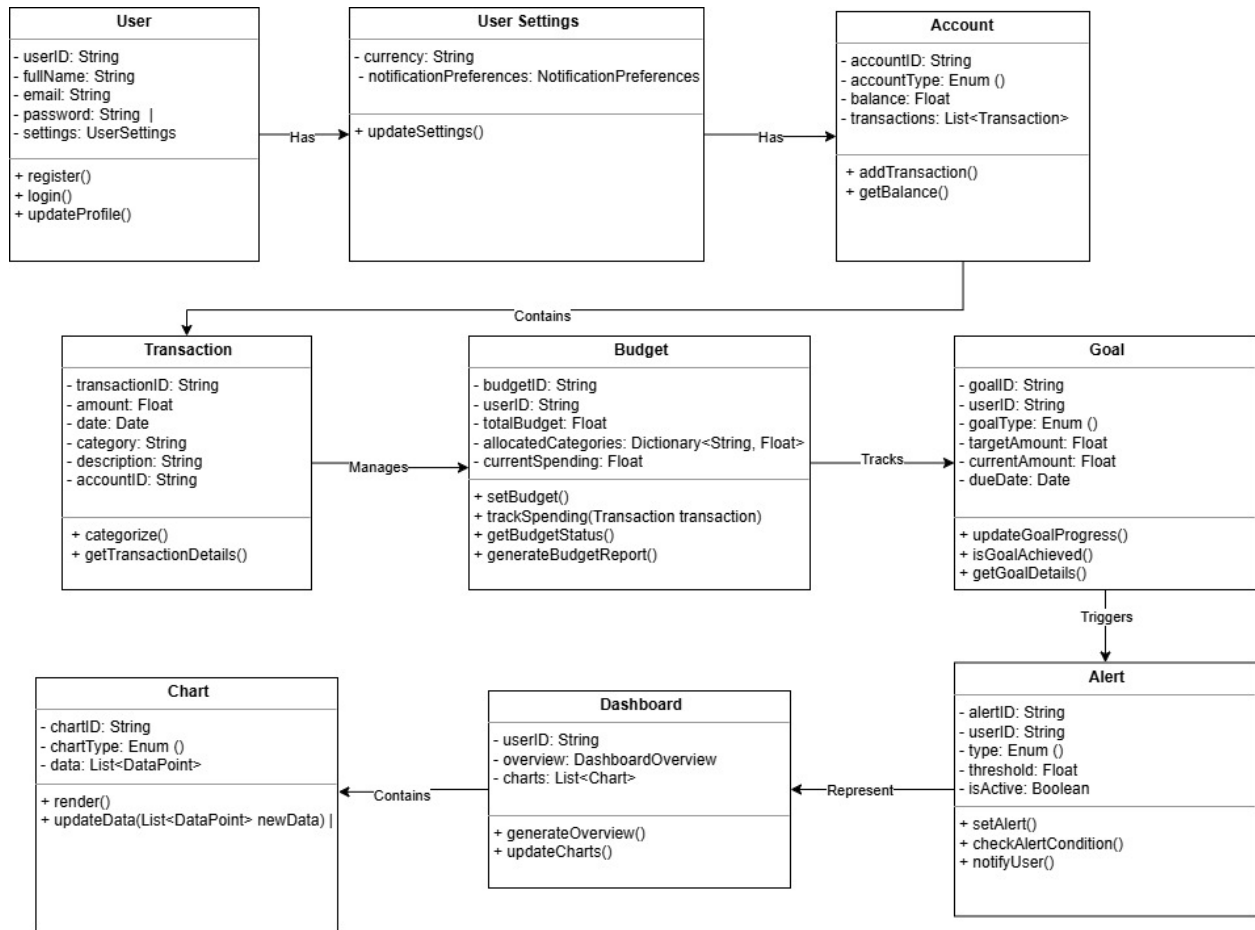 User
- userID: String
- fullName: String
- email: String
- password: String |
- settings: UserSettings
+ register()
+ login()
+ updateProfile()
Has
User Settings
- currency: String
- notificationPreferences: NotificationPreferences
+ updateSettings()
Has
Account
- accountID: String
- accountType: Enum ()
- balance: Float
- transactions: List<Transaction>
+ addTransaction()
+ getBalance()
Contains
Transaction
- transactionID: String
- amount: Float
- date: Date
- category: String
- description: String
- accountID: String
+ categorize()
+ getTransactionDetails()
Manages
Budget
- budgetID: String
- userID: String
- totalBudget: Float
- allocatedCategories: Dictionary<String, Float>
- currentSpending: Float
+ setBudget()
+ trackSpending(Transaction transaction)
+ getBudgetStatus()
+ generateBudgetReport()
Tracks
Goal
- goalID: String
- userID: String
- goalType: Enum ()
- targetAmount: Float
- currentAmount: Float
- dueDate: Date
+ updateGoalProgress()
+ isGoalAchieved()
+ getGoalDetails()
Triggers
Chart
- chartID: String
- chartType: Enum ()
- data: List<DataPoint>
+ render()
+ updateData(List<DataPoint> newData) |
Contains
Dashboard
- userID: String
- overview: DashboardOverview
- charts: List<Chart>
+ generateOverview()
+ updateCharts()
Represent
Alert
- alertID: String
- userID: String
- type: Enum ()
- threshold: Float
- isActive: Boolean
+ setAlert()
+ checkAlertCondition()
+ notifyUser()